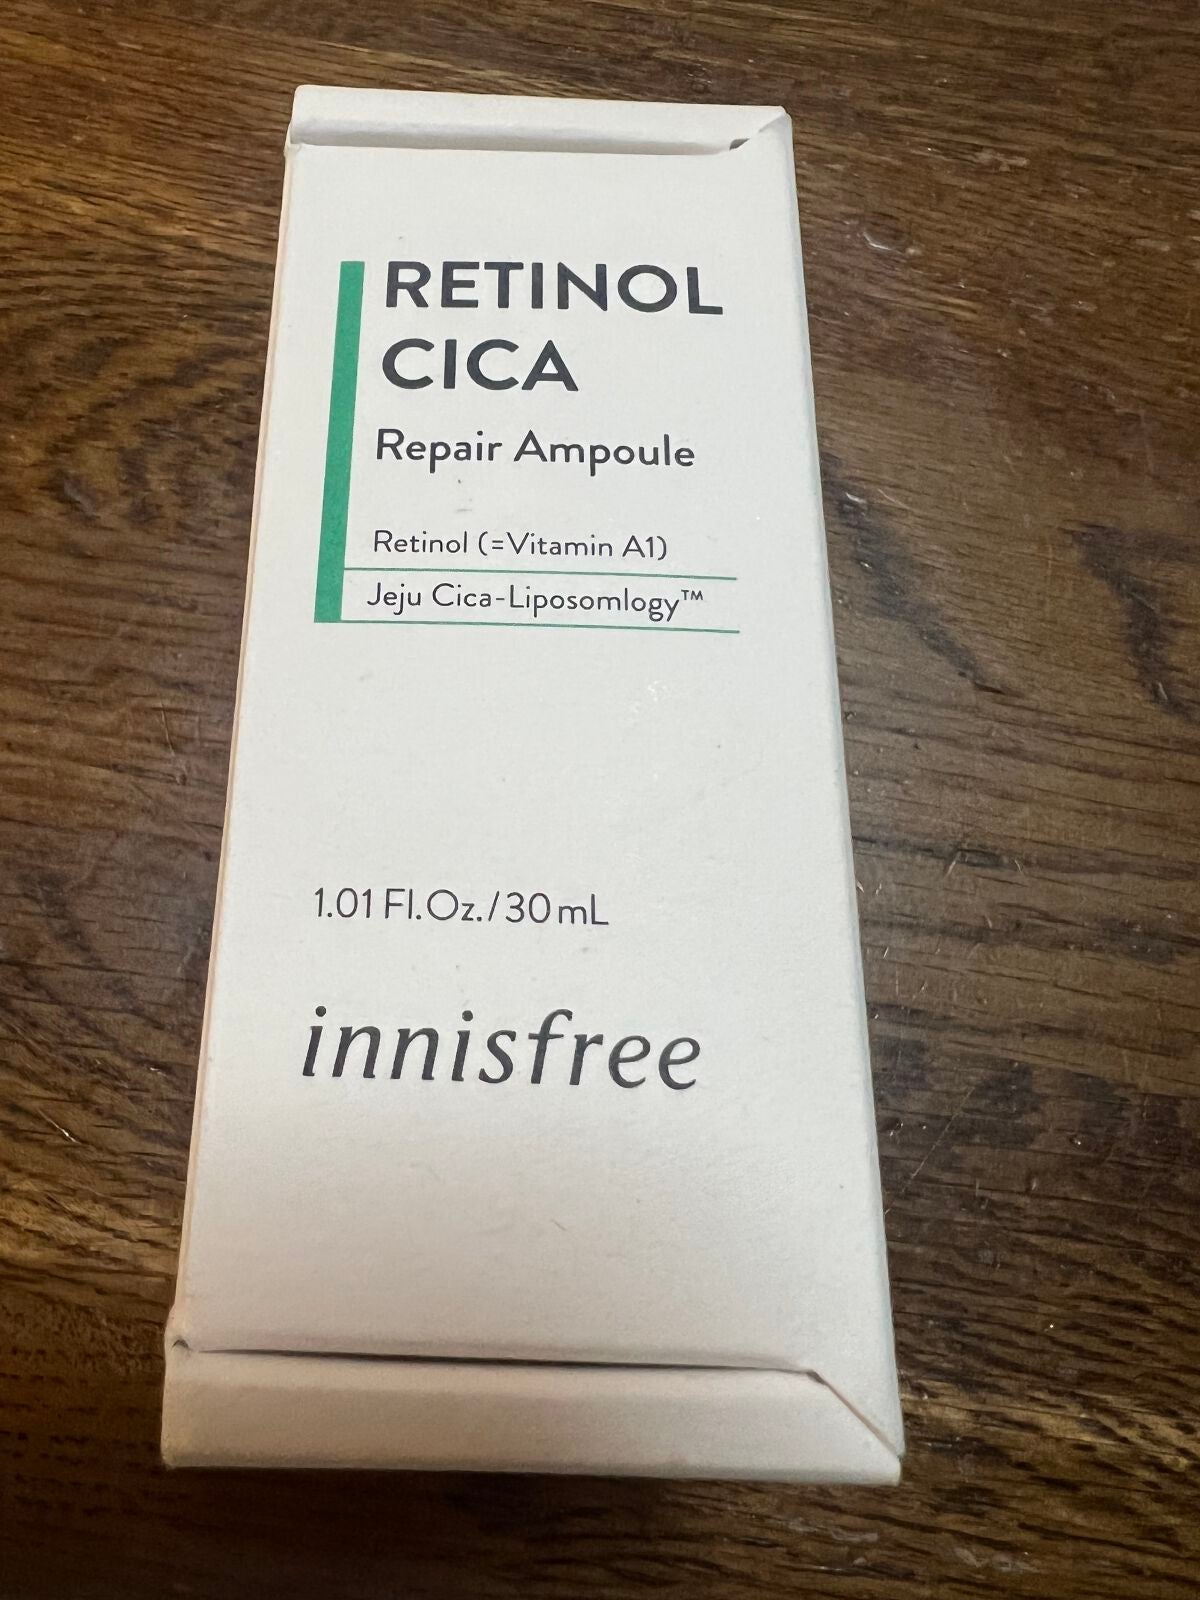 RETINOL
CICA
Repair Ampoule
Retinol (=Vitamin A1)
Jeju Cica-Liposomlogy™
1.01 Fl.Oz./30mL
innisfree